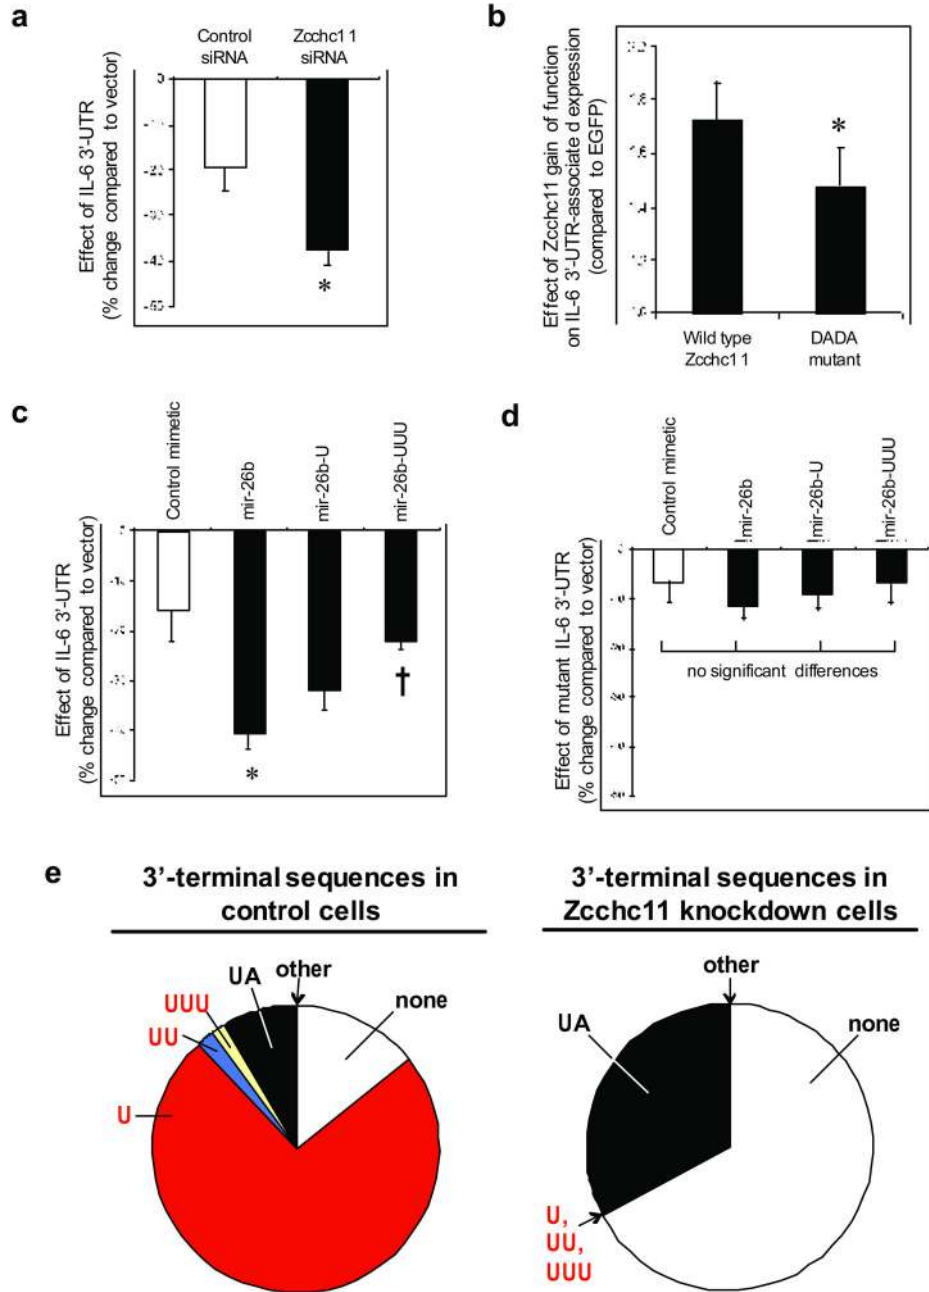 a
Control
siRNA
Zcchc11
siRNA
Effect of IL-6 3'-UTR
(% change compared to vector)
0
*
b
Effect of Zcchc11 gain of function
on IL-6 3'-UTR-associate d expression
(compared to EGFP)
*
Wild type
Zcchc11
DADA
mutant
c
Control mimetic
mir-26b
mir-26b-U
mir-26b-UUU
Effect of IL-6 3'-UTR
(% change compared to vector)
*
†
d
Control mimetic
mir-26b
mir-26b-U
mir-26b-UUU
Effect of mutant IL-6 3'-UTR
(% change compared to vector)
no significant differences
e
3'-terminal sequences in
control cells
other
UA
none
UUU
UU
U
3'-terminal sequences in
Zcchc11 knockdown cells
other
UA
none
U,
UU,
UUU